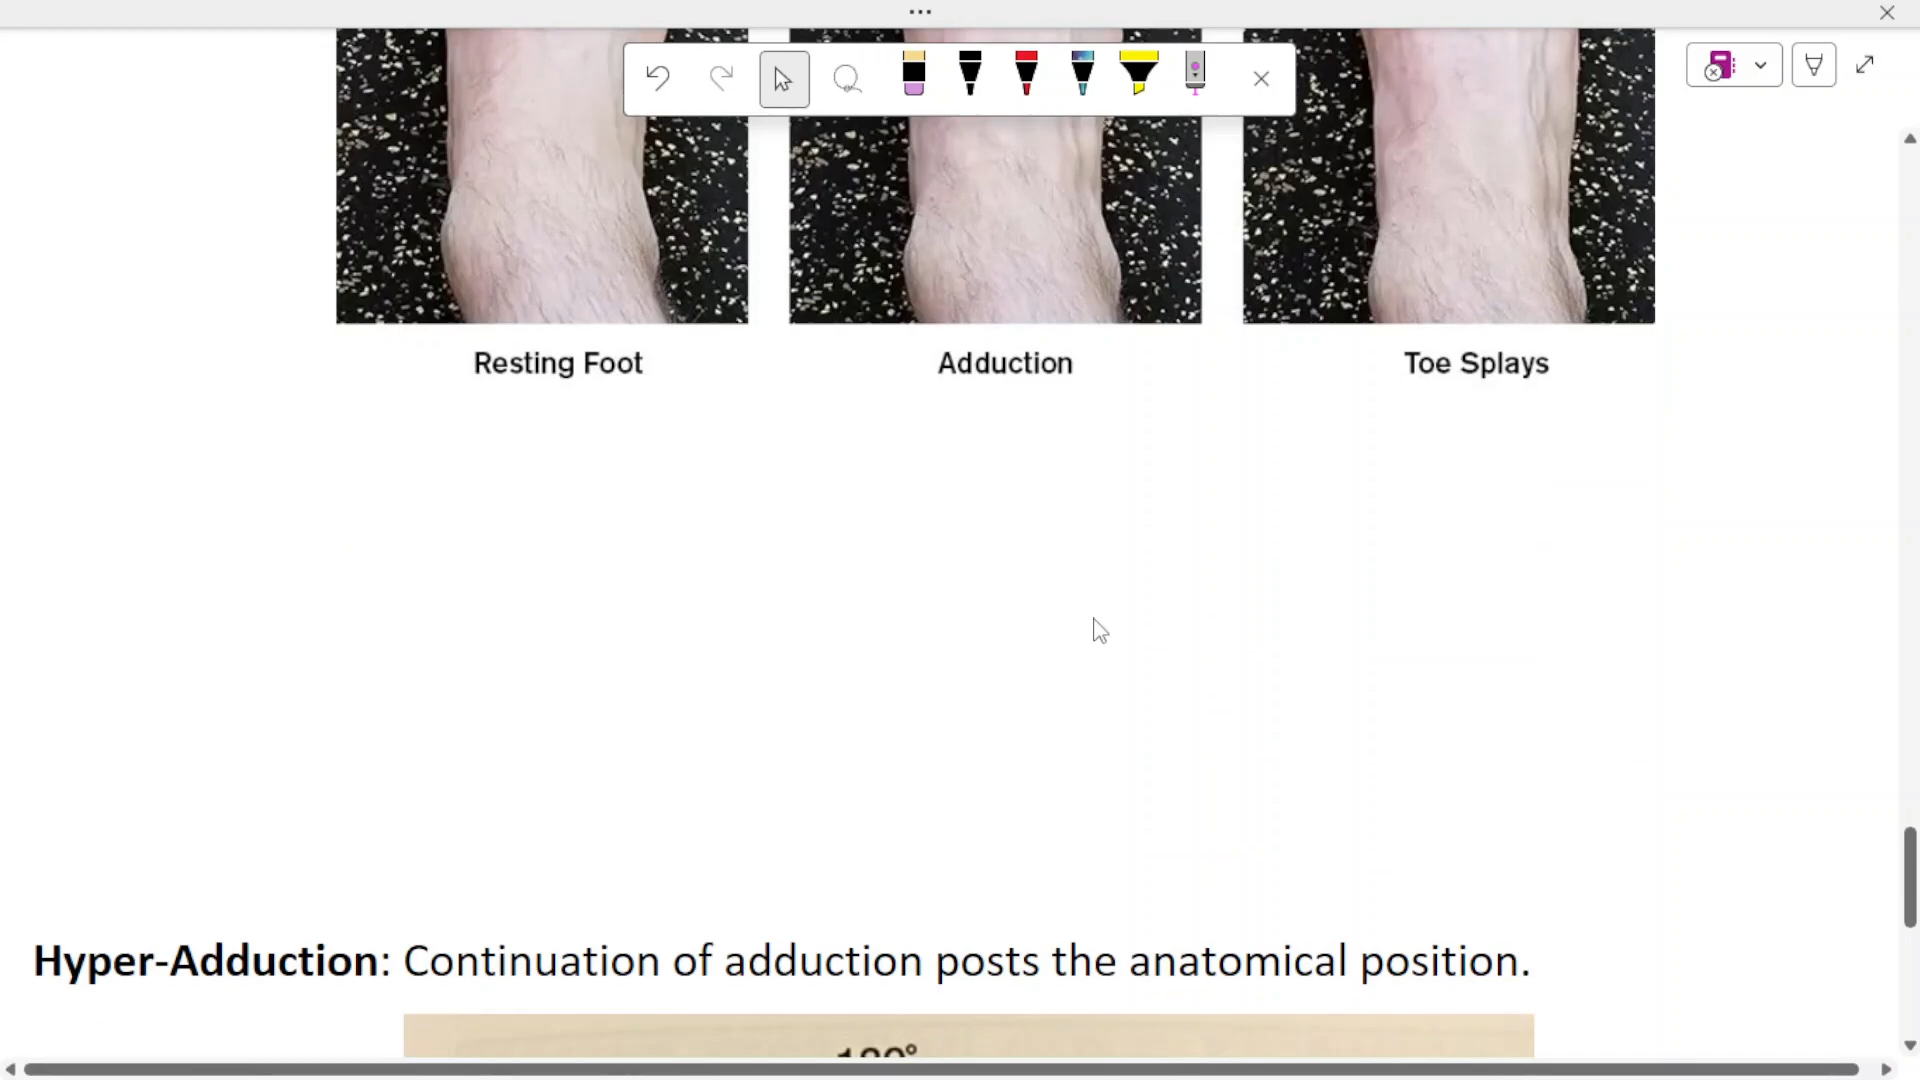 Resting Foot
Adduction
Toe Splays
Hyper-Adduction: Continuation of adduction posts the anatomical position.